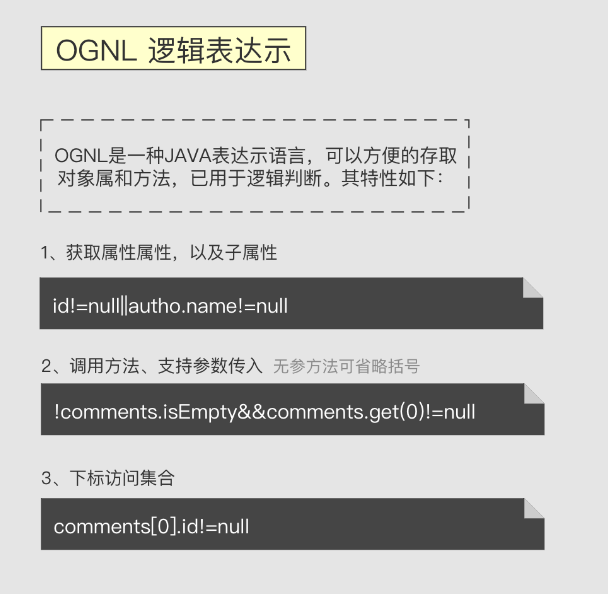 OGNL 逻辑表达示
OGNL是一种JAVA表达示语言，可以方便的存取
对象属和方法，已用于逻辑判断。其特性如下：
1、获取属性属性，以及子属性
id!=null||autho.name!=null
2、调用方法、支持参数传入 无参方法可省略括号
!comments.isEmpty&&comments.get(0)!=null
3、下标访问集合
comments[0].id!=null